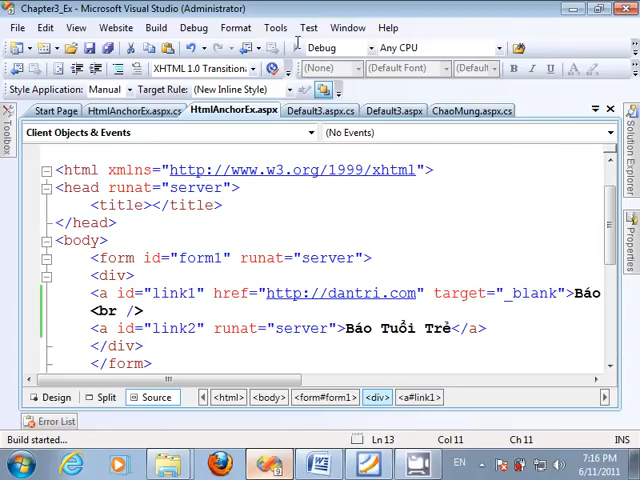 Chapter3_Ex - Microsoft Visual Studio (Administrator)
File Edit View Website Build Debug Format Tools Test Window Help
Debug Any CPU
XHTML 1.0 Transition (None) (Default Font) (Default
Style Application: Manual Target Rule: (New Inline Style)
Start Page HtmlAnchorEx.aspx.cs HtmlAnchorEx.aspx Default3.aspx.cs Default3.aspx ChaoMung.aspx.cs
Toolbox
Client Objects & Events (No Events)
Solution Explorer
Properties
<html xmlns="http://www.w3.org/1999/xhtml">
<head runat="server">
<title></title>
</head>
<body>
<form id="form1" runat="server">
<div>
<a id="link1" href="http://dantri.com" target="_blank">Báo
<br />
<a id="link2" runat="server">Báo Tuổi Trẻ</a>
</div>
</form>
Design Split Source <html> <body> <form#form1> <div> <a#link1>
Error List
Build started... Ln 13 Col 11 Ch 11 INS
EN 7:16 PM
6/11/2011